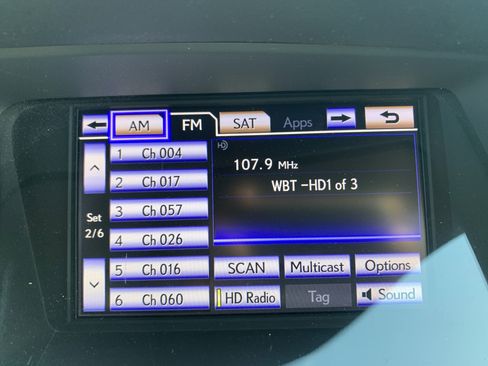 AM FM SAT Apps
1 Ch 004
2 Ch 017
3 Ch 057
4 Ch 026
5 Ch 016
6 Ch 060
Set
2/6
HD
107.9 MHz
WBT -HD1 of 3
SCAN Multicast Options
HD Radio Tag Sound